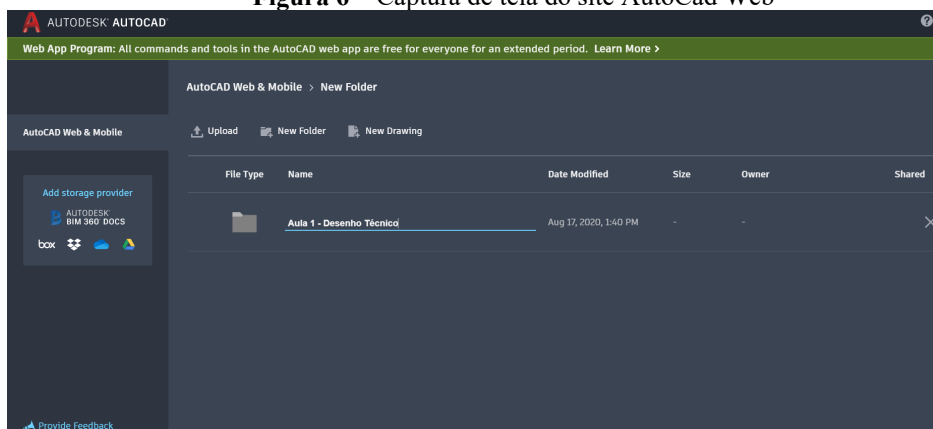 Figura 6 – Captura de tela do site AutoCad Web
AUTODESK® AUTOCAD®
Web App Program: All commands and tools in the AutoCAD web app are free for everyone for an extended period. Learn More >
AutoCAD Web & Mobile > New Folder
AutoCAD Web & Mobile
Upload New Folder New Drawing
File Type Name Date Modified Size Owner Shared
Add storage provider
AUTODESK® BIM 360® DOCS
box
Aula 1 - Desenho Técnico Aug 17, 2020, 1:40 PM - -
Provide Feedback